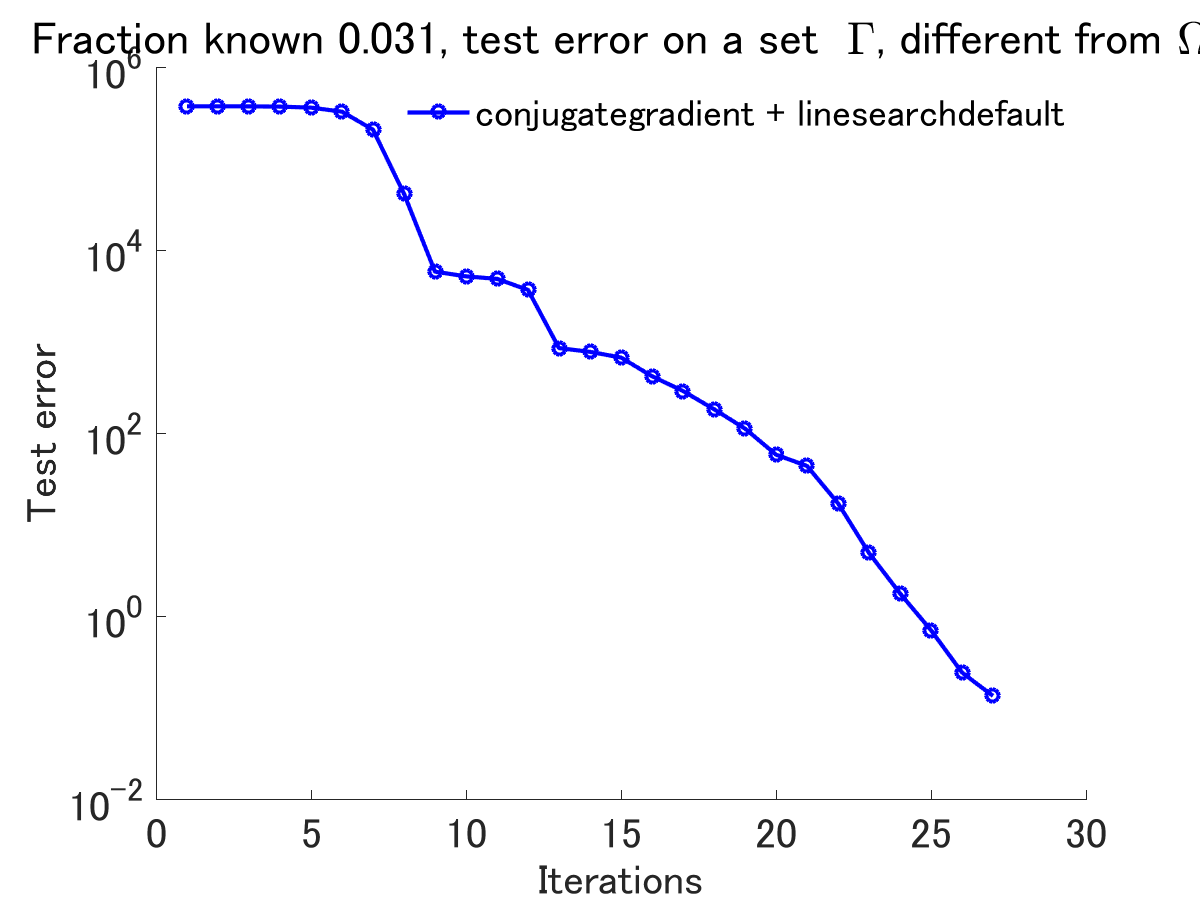 Fraction known 0.031, test error on a set Γ, different from Ω
10^6
conjugategradient + linesearchdefault
10^4
Test error
10^2
10^0
10^−2
0 5 10 15 20 25 30
Iterations